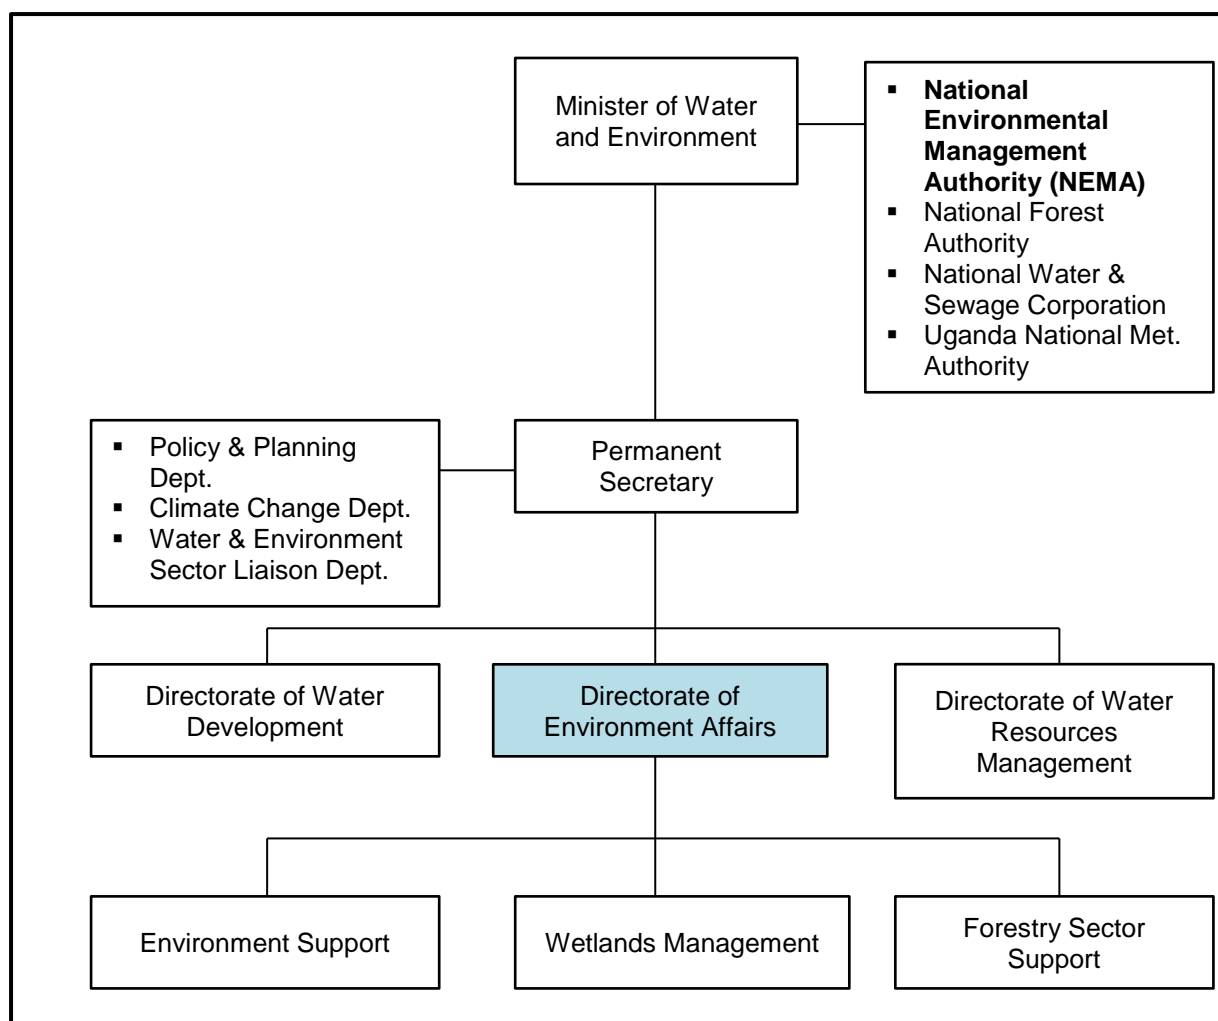 Minister of Water
and Environment
▪ National
Environmental
Management
Authority (NEMA)
▪ National Forest
Authority
▪ National Water &
Sewage Corporation
▪ Uganda National Met.
Authority
▪ Policy & Planning
Dept.
▪ Climate Change Dept.
▪ Water & Environment
Sector Liaison Dept.
Permanent
Secretary
Directorate of Water
Development
Directorate of
Environment Affairs
Directorate of Water
Resources
Management
Environment Support
Wetlands Management
Forestry Sector
Support